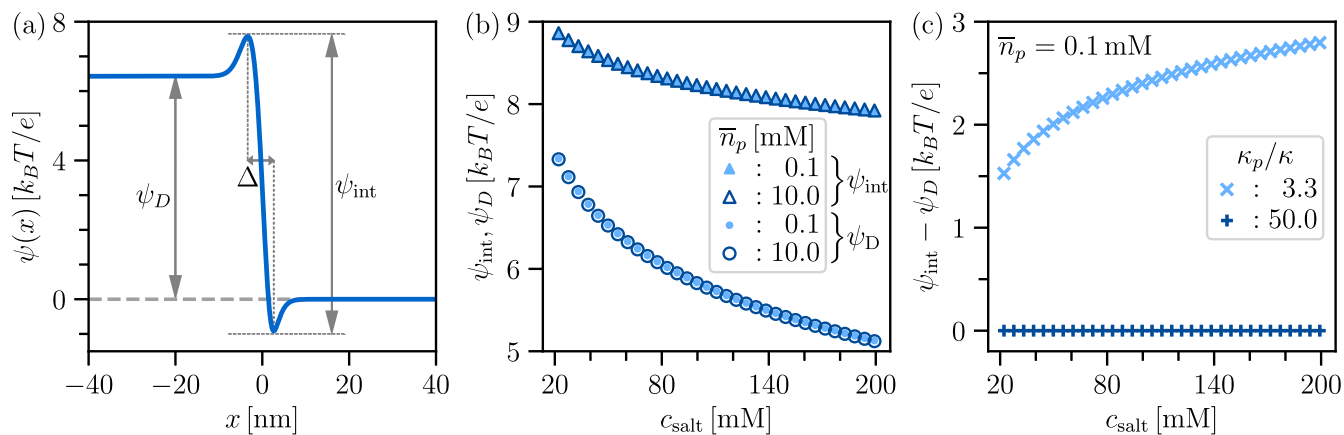 (a)
8
4
0
ψ(x) [k_BT/e]
ψ_D
Δ
ψ_int
−40
−20
0
20
40
x [nm]
(b)
9
8
7
6
5
ψ_int, ψ_D [k_BT/e]
n̅_p [mM]
: 0.1
: 10.0
} ψ_int
: 0.1
: 10.0
} ψ_D
20
80
140
200
c_salt [mM]
(c)
n̅_p = 0.1 mM
3
2
1
0
ψ_int − ψ_D [k_BT/e]
κ_p/κ
: 3.3
: 50.0
20
80
140
200
c_salt [mM]